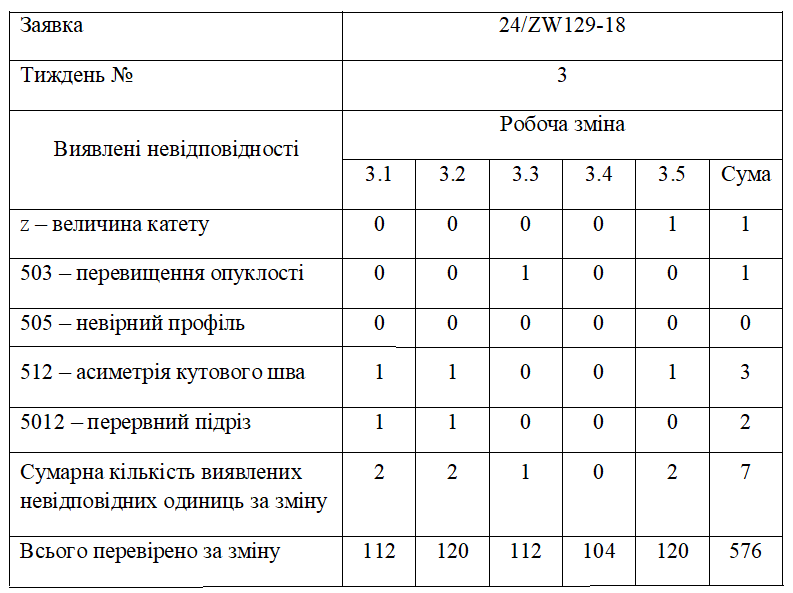 Заявка 24/ZW129-18
Тиждень № 3
Виявлені невідповідності Робоча зміна
3.1 3.2 3.3 3.4 3.5 Сума
z – величина катету 0 0 0 0 1 1
503 – перевищення опуклості 0 0 1 0 0 1
505 – невірний профіль 0 0 0 0 0 0
512 – асиметрія кутового шва 1 1 0 0 1 3
5012 – перервний підріз 1 1 0 0 0 2
Сумарна кількість виявлених 2 2 1 0 2 7
невідповідних одиниць за зміну
Всього перевірено за зміну 112 120 112 104 120 576